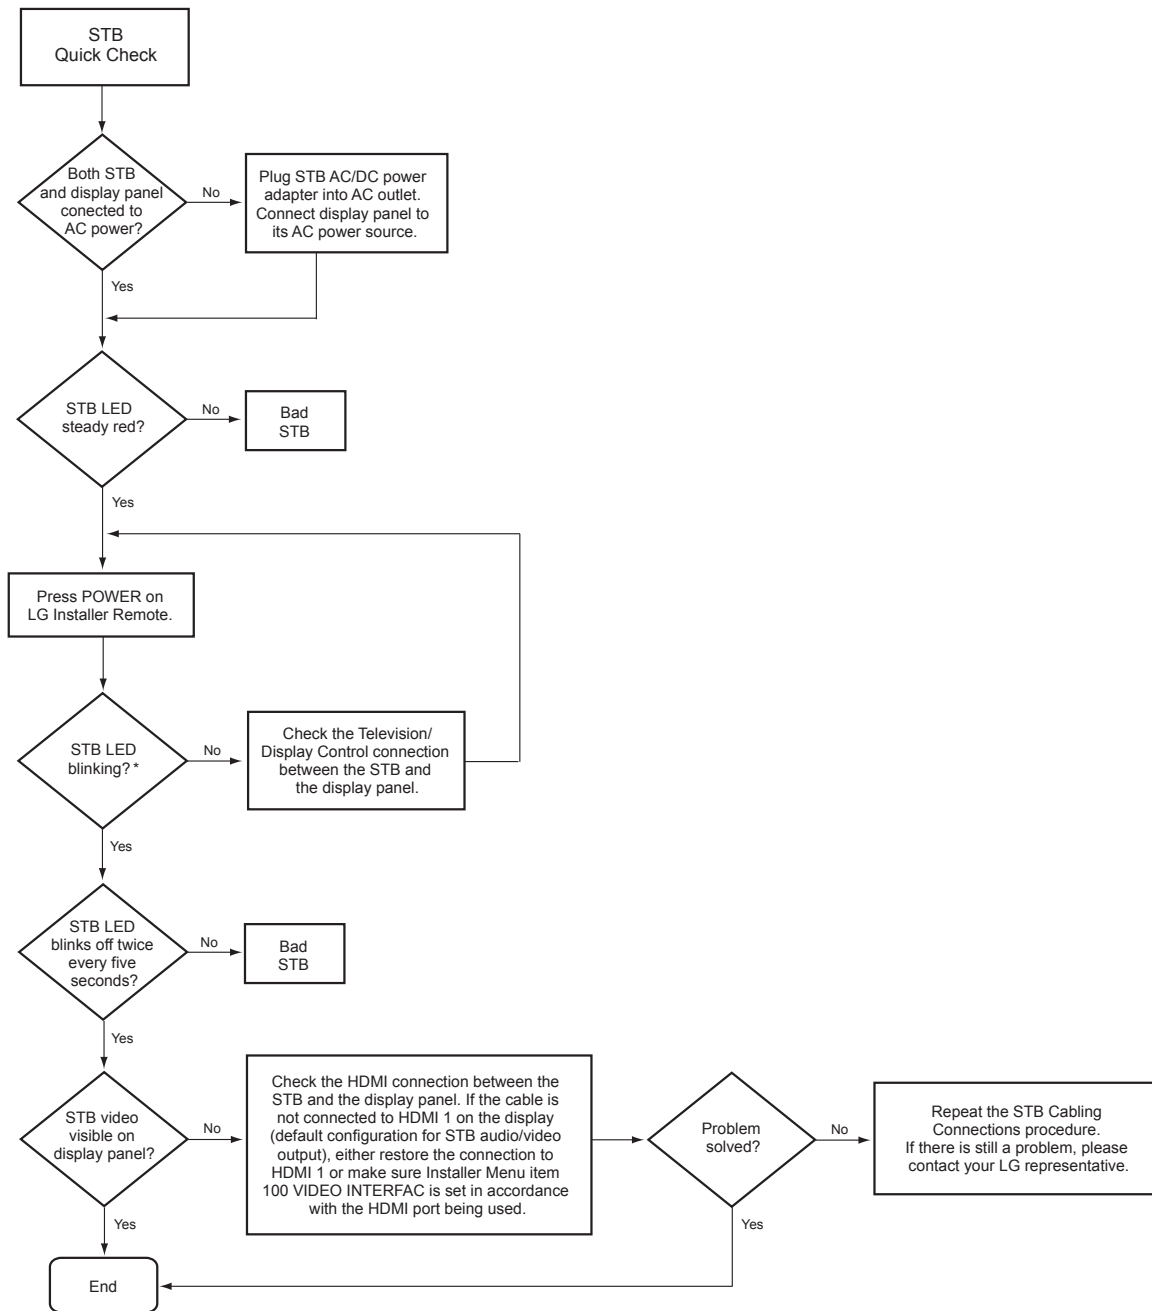 STB
Quick Check
Both STB
and display panel
conected to
AC power?
No
Plug STB AC/DC power
adapter into AC outlet.
Connect display panel to
its AC power source.
Yes
STB LED
steady red?
No
Bad
STB
Yes
Press POWER on
LG Installer Remote.
STB LED
blinking? *
No
Check the Television/
Display Control connection
between the STB and
the display panel.
Yes
STB LED
blinks off twice
every five
seconds?
No
Bad
STB
Yes
STB video
visible on
display panel?
No
Check the HDMI connection between the
STB and the display panel. If the cable is
not connected to HDMI 1 on the display
(default configuration for STB audio/video
output), either restore the connection to
HDMI 1 or make sure Installer Menu item
100 VIDEO INTERFAC is set in accordance
with the HDMI port being used.
Problem
solved?
No
Repeat the STB Cabling
Connections procedure.
If there is still a problem, please
contact your LG representative.
Yes
Yes
End